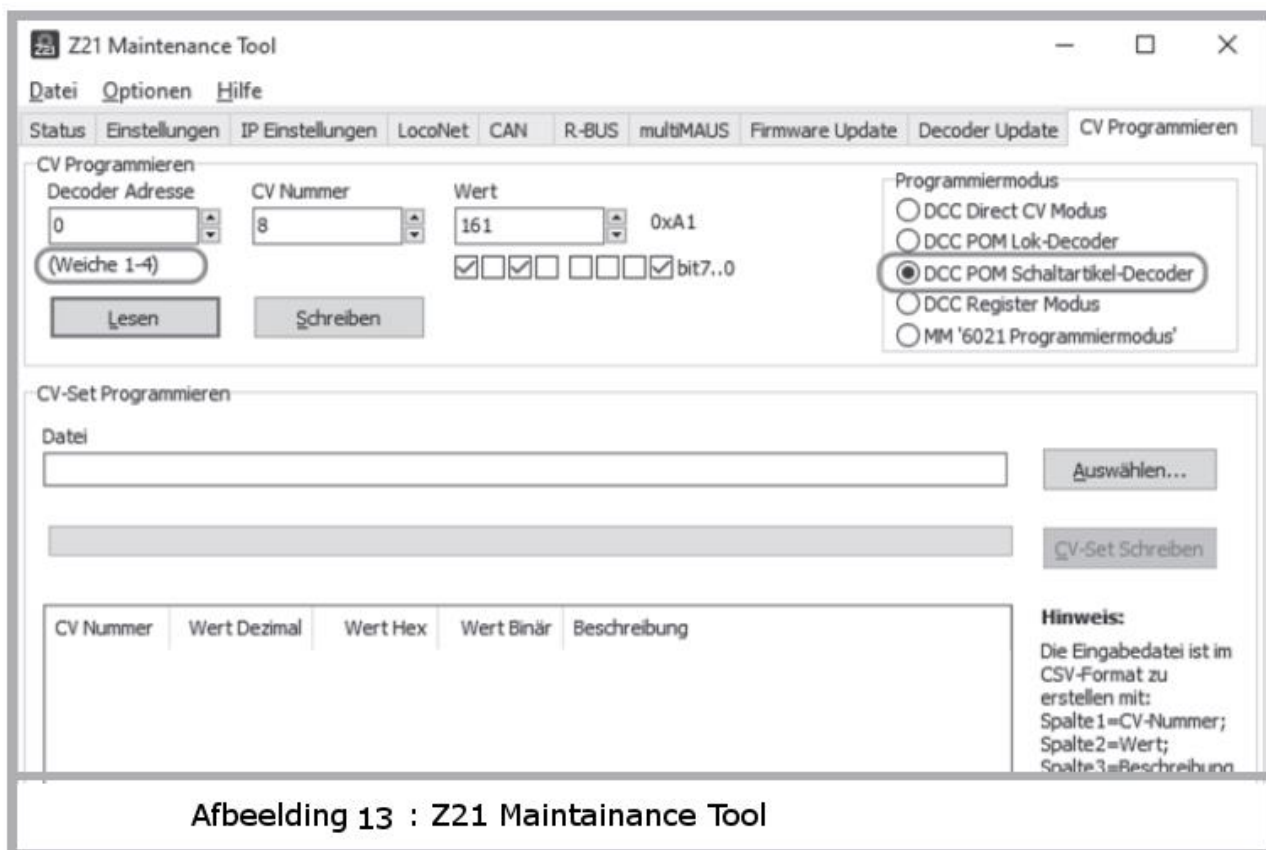 Z21 Maintenance Tool
Datei Optionen Hilfe
Status Einstellungen IP Einstellungen LocoNet CAN R-BUS multiMAUS Firmware Update Decoder Update CV Programmieren
CV Programmieren
Decoder Adresse CV Nummer Wert
0 8 161 0xA1
(Weiche 1-4)
bit7..0
Lesen Schreiben
Programmiermodus
DCC Direct CV Modus
DCC POM Lok-Decoder
DCC POM Schaltartikel-Decoder
DCC Register Modus
MM '6021 Programmiermodus'
CV-Set Programmieren
Datei
Auswählen...
CV-Set Schreiben
CV Nummer Wert Dezimal Wert Hex Wert Binär Beschreibung
Hinweis:
Die Eingabedatei ist im
CSV-Format zu
erstellen mit:
Spalte1=CV-Nummer;
Spalte2=Wert;
Spalte3=Beschreibung
Afbeelding 13 : Z21 Maintainance Tool